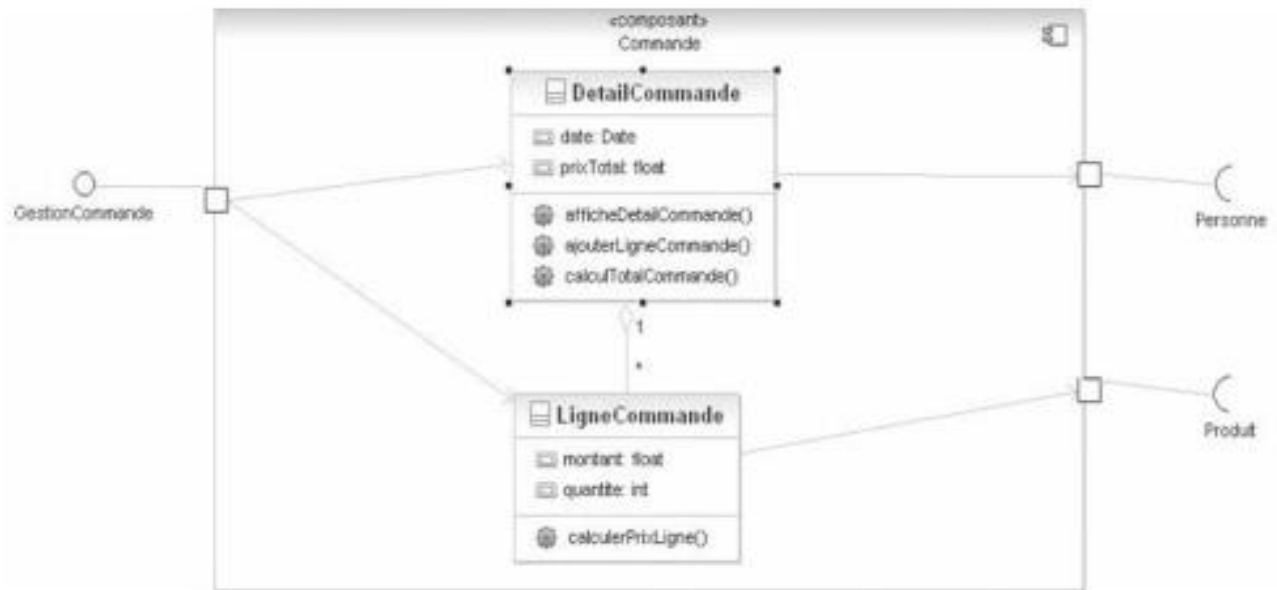 «composant»
Commande
DetailCommande
date: Date
prixTotal: float
afficheDetailCommande()
ajouterLigneCommande()
calculTotalCommande()
GestionCommande
Personne
1
*
LigneCommande
montant: float
quantite: int
calculerPrixLigne()
Produit